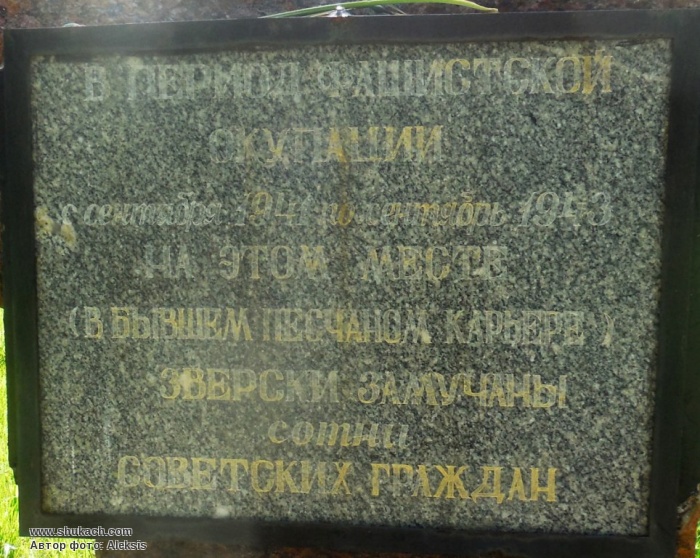 В ПЕРИОД ФАШИСТСКОЙ
ОКУПАЦИИ
с сентября 1941 по сентябрь 1943
НА ЭТОМ МЕСТЕ
(В БЫВШЕМ ПЕСЧАНОМ КАРЬЕРЕ)
ЗВЕРСКИ ЗАМУЧАНЫ
сотни
СОВЕТСКИХ ГРАЖДАН
www.shukach.com
Автор фото: Aleksis